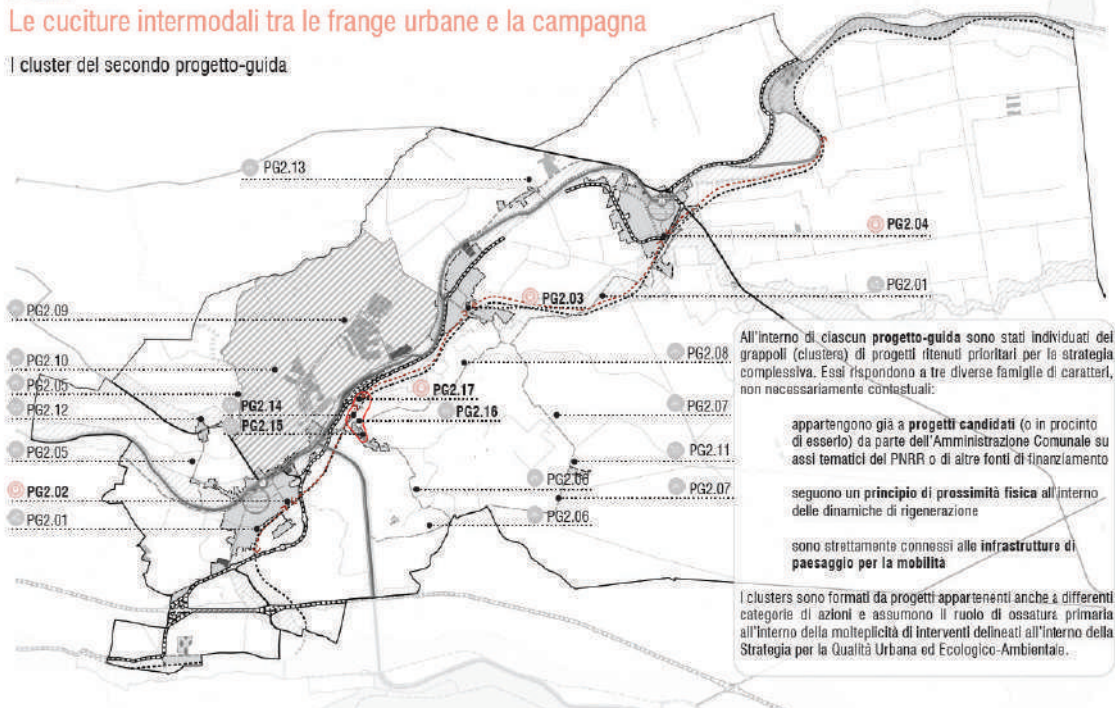 Le cuciture intermodali tra le frange urbane e la campagna
I cluster del secondo progetto-guida
PG2.13
PG2.04
PG2.01
PG2.03
PG2.09
PG2.10
PG2.05
PG2.12
PG2.14
PG2.15
PG2.05
PG2.02
PG2.01
PG2.08
PG2.17
PG2.16
PG2.07
PG2.11
PG2.06
PG2.07
PG2.06
All'interno di ciascun progetto-guida sono stati individuati dei
grappoli (clusters) di progetti ritenuti prioritari per la strategia
complessiva. Essi rispondono a tre diverse famiglie di caratteri,
non necessariamente contestuali:
appartengono già a progetti candidati (o in procinto
di esserlo) da parte dell'Amministrazione Comunale su
assi tematici del PNRR o di altre fonti di finanziamento
seguono un principio di prossimità fisica all'interno
delle dinamiche di rigenerazione
sono strettamente connessi alle infrastrutture di
paesaggio per la mobilità
I clusters sono formati da progetti appartenenti anche a differenti
categorie di azioni e assumono il ruolo di ossatura primaria
all'interno della molteplicità di interventi delineati all'interno della
Strategia per la Qualità Urbana ed Ecologico-Ambientale.